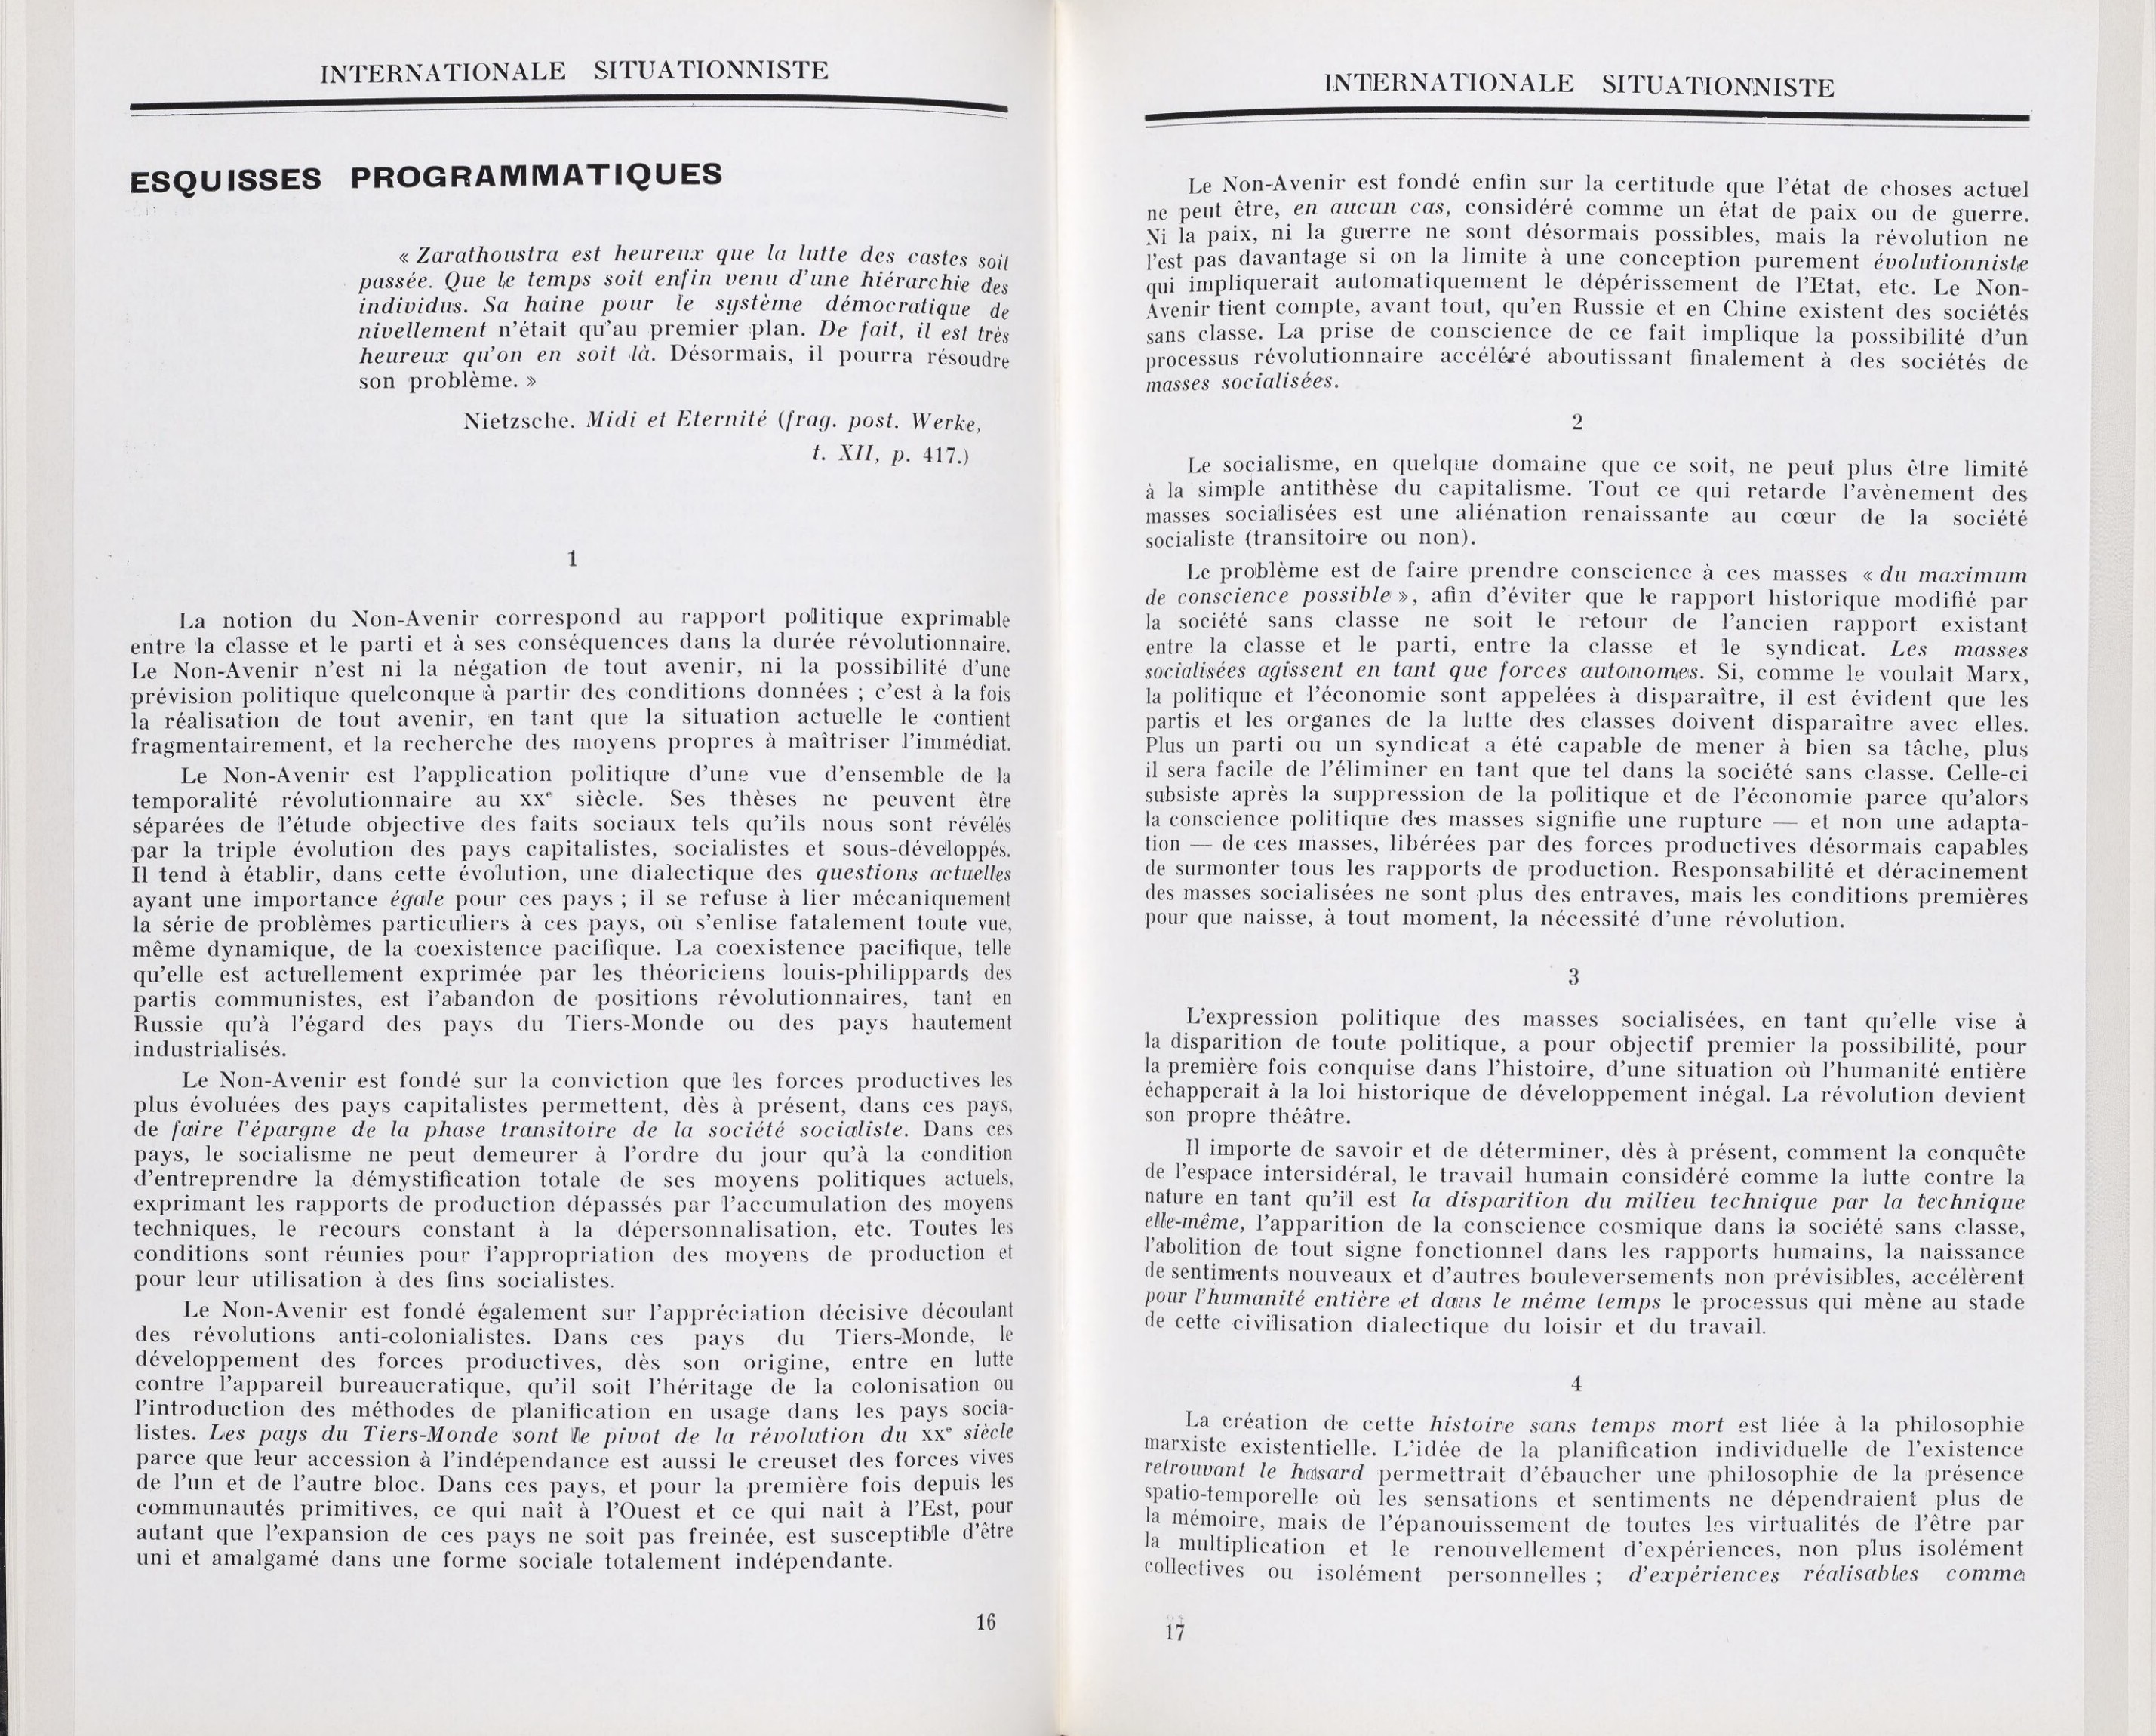 INTERNATIONALE SITUATIONNISTE
ESQUISSES PROGRAMMATIQUES
« Zarathoustra est heureux que la lutte des castes soit
passée. Que le temps soit enfin venu d'une hiérarchie des
individus. Sa haine pour le système démocratique de
nivellement n'était qu'au premier plan. De fait, il est très
heureux qu'on en soit là. Désormais, il pourra résoudre
son problème. »
Nietzsche. Midi et Eternité (frag. post. Werke,
t. XII, p. 417.)
1
La notion du Non-Avenir correspond au rapport politique exprimable
entre la classe et le parti et à ses conséquences dans la durée révolutionnaire.
Le Non-Avenir n'est ni la négation de tout avenir, ni la possibilité d'une
prévision politique quelconque à partir des conditions données ; c'est à la fois
la réalisation de tout avenir, en tant que la situation actuelle le contient
fragmentairement, et la recherche des moyens propres à maîtriser l'immédiat.
Le Non-Avenir est l'application politique d'une vue d'ensemble de la
temporalité révolutionnaire au XXe siècle. Ses thèses ne peuvent être
séparées de l'étude objective des faits sociaux tels qu'ils nous sont révélés
par la triple évolution des pays capitalistes, socialistes et sous-développés.
Il tend à établir, dans cette évolution, une dialectique des questions actuelles
ayant une importance égale pour ces pays ; il se refuse à lier mécaniquement
la série de problèmes particuliers à ces pays, où s'enlise fatalement toute vue,
même dynamique, de la coexistence pacifique. La coexistence pacifique, telle
qu'elle est actuellement exprimée par les théoriciens louis-philippards des
partis communistes, est l'abandon de positions révolutionnaires, tant en
Russie qu'à l'égard des pays du Tiers-Monde ou des pays hautement
industrialisés.
Le Non-Avenir est fondé sur la conviction que les forces productives les
plus évoluées des pays capitalistes permettent, dès à présent, dans ces pays,
de faire l'épargne de la phase transitoire de la société socialiste. Dans ces
pays, le socialisme ne peut demeurer à l'ordre du jour qu'à la condition
d'entreprendre la démystification totale de ses moyens politiques actuels,
exprimant les rapports de production dépassés par l'accumulation des moyens
techniques, le recours constant à la dépersonnalisation, etc. Toutes les
conditions sont réunies pour l'appropriation des moyens de production et
pour leur utilisation à des fins socialistes.
Le Non-Avenir est fondé également sur l'appréciation décisive découlant
des révolutions anti-colonialistes. Dans ces pays du Tiers-Monde, le
développement des forces productives, dès son origine, entre en lutte
contre l'appareil bureaucratique, qu'il soit l'héritage de la colonisation ou
l'introduction des méthodes de planification en usage dans les pays socia-
listes. Les pays du Tiers-Monde sont le pivot de la révolution du XXe siècle
parce que leur accession à l'indépendance est aussi le creuset des forces vives
de l'un et de l'autre bloc. Dans ces pays, et pour la première fois depuis les
communautés primitives, ce qui naît à l'Ouest et ce qui naît à l'Est, pour
autant que l'expansion de ces pays ne soit pas freinée, est susceptible d'être
uni et amalgamé dans une forme sociale totalement indépendante.
16
INTERNATIONALE SITUATIONNISTE
Le Non-Avenir est fondé enfin sur la certitude que l'état de choses actuel
ne peut être, en aucun cas, considéré comme un état de paix ou de guerre.
Ni la paix, ni la guerre ne sont désormais possibles, mais la révolution ne
l'est pas davantage si on la limite à une conception purement évolutionniste
qui impliquerait automatiquement le dépérissement de l'Etat, etc. Le Non-
Avenir tient compte, avant tout, qu'en Russie et en Chine existent des sociétés
sans classe. La prise de conscience de ce fait implique la possibilité d'un
processus révolutionnaire accéléré aboutissant finalement à des sociétés de
masses socialisées.
2
Le socialisme, en quelque domaine que ce soit, ne peut plus être limité
à la simple antithèse du capitalisme. Tout ce qui retarde l'avènement des
masses socialisées est une aliénation renaissante au cœur de la société
socialiste (transitoire ou non).
Le problème est de faire prendre conscience à ces masses « du maximum
de conscience possible », afin d'éviter que le rapport historique modifié par
la société sans classe ne soit le retour de l'ancien rapport existant
entre la classe et le parti, entre la classe et le syndicat. Les masses
socialisées agissent en tant que forces autonomes. Si, comme le voulait Marx,
la politique et l'économie sont appelées à disparaître, il est évident que les
partis et les organes de la lutte des classes doivent disparaître avec elles.
Plus un parti ou un syndicat a été capable de mener à bien sa tâche, plus
il sera facile de l'éliminer en tant que tel dans la société sans classe. Celle-ci
subsiste après la suppression de la politique et de l'économie parce qu'alors
la conscience politique des masses signifie une rupture — et non une adapta-
tion — de ces masses, libérées par des forces productives désormais capables
de surmonter tous les rapports de production. Responsabilité et déracinement
des masses socialisées ne sont plus des entraves, mais les conditions premières
pour que naisse, à tout moment, la nécessité d'une révolution.
3
L'expression politique des masses socialisées, en tant qu'elle vise à
la disparition de toute politique, a pour objectif premier la possibilité, pour
la première fois conquise dans l'histoire, d'une situation où l'humanité entière
échapperait à la loi historique de développement inégal. La révolution devient
son propre théâtre.
Il importe de savoir et de déterminer, dès à présent, comment la conquête
de l'espace intersidéral, le travail humain considéré comme la lutte contre la
nature en tant qu'il est la disparition du milieu technique par la technique
elle-même, l'apparition de la conscience cosmique dans la société sans classe,
l'abolition de tout signe fonctionnel dans les rapports humains, la naissance
de sentiments nouveaux et d'autres bouleversements non prévisibles, accélèrent
pour l'humanité entière et dans le même temps le processus qui mène au stade
de cette civilisation dialectique du loisir et du travail.
4
La création de cette histoire sans temps mort est liée à la philosophie
marxiste existentielle. L'idée de la planification individuelle de l'existence
retrouvant le hasard permettrait d'ébaucher une philosophie de la présence
spatio-temporelle où les sensations et sentiments ne dépendraient plus de
la mémoire, mais de l'épanouissement de toutes les virtualités de l'être par
la multiplication et le renouvellement d'expériences, non plus isolément
collectives ou isolément personnelles ; d'expériences réalisables comme
17